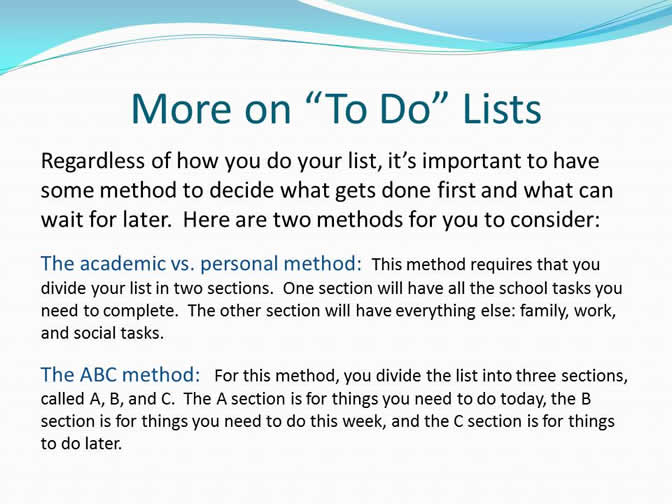 More on “To Do” Lists
Regardless of how you do your list, it’s important to have
some method to decide what gets done first and what can
wait for later.  Here are two methods for you to consider:
The academic vs. personal method:  This method requires that you
divide your list in two sections.  One section will have all the school tasks you
need to complete.  The other section will have everything else: family, work,
and social tasks.
The ABC method:   For this method, you divide the list into three sections,
called A, B, and C.  The A section is for things you need to do today, the B
section is for things you need to do this week, and the C section is for things
to do later.